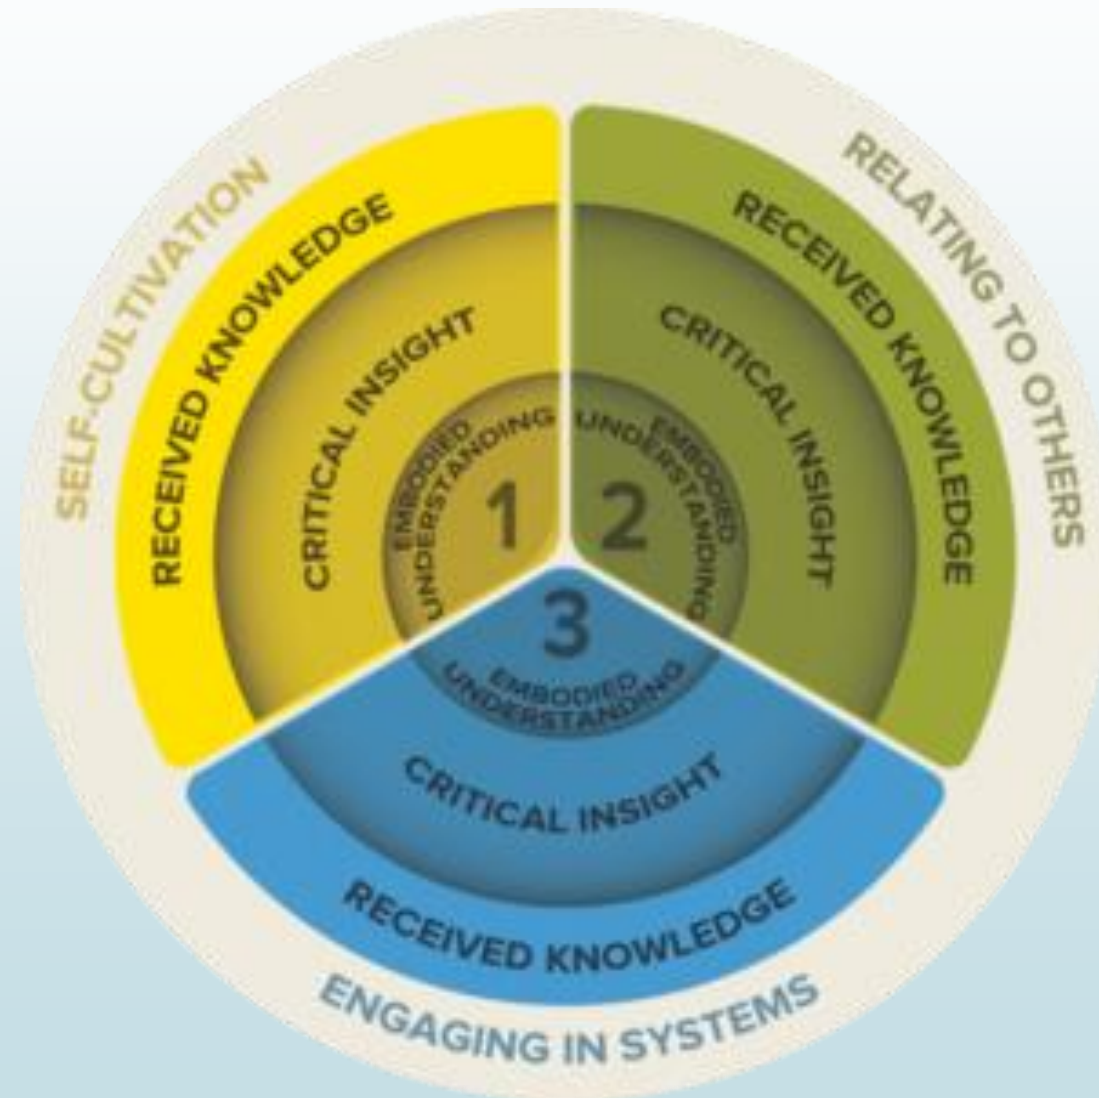 SELF-CULTIVATION
RECEIVED KNOWLEDGE
CRITICAL INSIGHT
EMBODIED
UNDERSTANDING
1
RELATING TO OTHERS
RECEIVED KNOWLEDGE
CRITICAL INSIGHT
EMBODIED
UNDERSTANDING
2
3
EMBODIED
UNDERSTANDING
CRITICAL INSIGHT
RECEIVED KNOWLEDGE
ENGAGING IN SYSTEMS